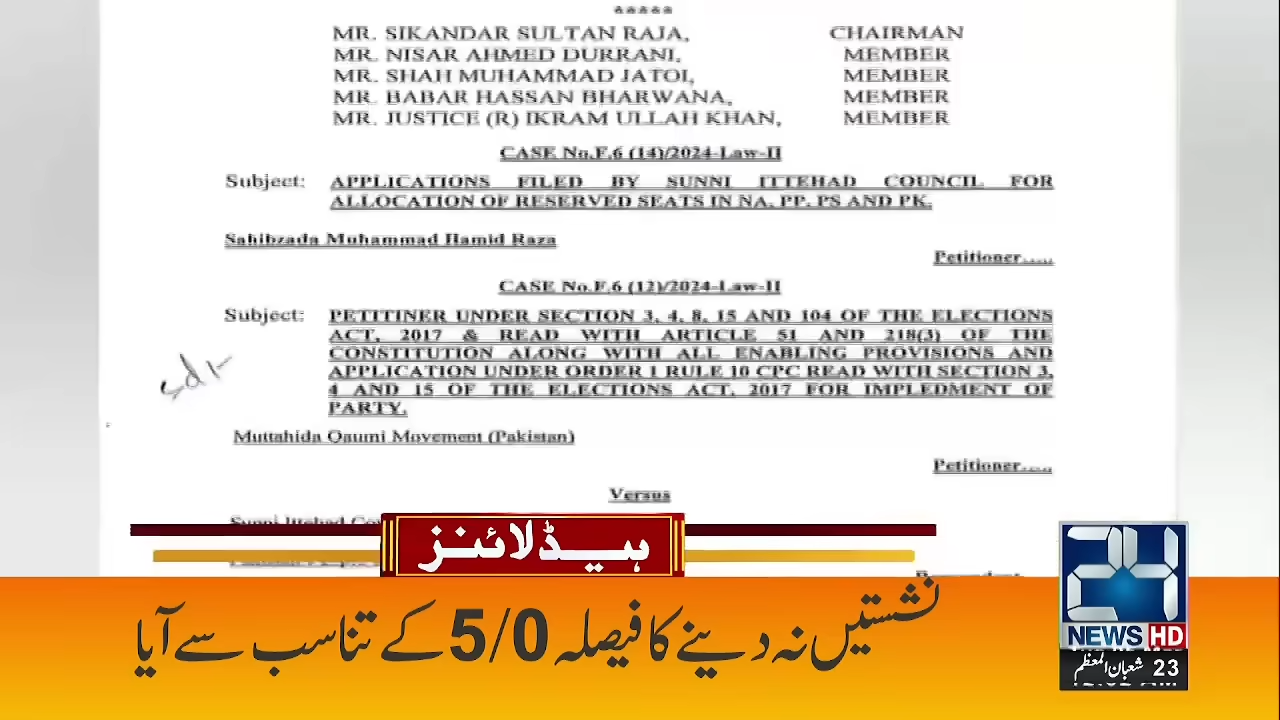 *****
MR. SIKANDAR SULTAN RAJA, CHAIRMAN
MR. NISAR AHMED DURRANI, MEMBER
MR. SHAH MUHAMMAD JATOI, MEMBER
MR. BABAR HASSAN BHARWANA, MEMBER
MR. JUSTICE (R) IKRAM ULLAH KHAN, MEMBER
CASE No.F.6 (14)/2024-Law-II
Subject: APPLICATIONS FILED BY SUNNI ITTEHAD COUNCIL FOR
ALLOCATION OF RESERVED SEATS IN NA, PP, PS AND PK.
Sahibzada Muhammad Hamid Raza
Petitioner.....
CASE No.F.6 (12)/2024-Law-II
Subject: PETITINER UNDER SECTION 3, 4, 8, 15 AND 104 OF THE ELECTIONS
ACT, 2017 & READ WITH ARTICLE 51 AND 218(3) OF THE
CONSTITUTION ALONG WITH ALL ENABLING PROVISIONS AND
APPLICATION UNDER ORDER 1 RULE 10 CPC READ WITH SECTION 3,
4 AND 15 OF THE ELECTIONS ACT, 2017 FOR IMPLEDMENT OF
PARTY.
sd/-
Muttahida Qaumi Movement (Pakistan)
Petitioner.....
Versus
Sunni Ittehad
ہیڈلائنز
نشستیں نہ دینے کا فیصلہ 5/0 کے تناسب سے آیا
24
NEWS HD
23 شعبان المعظم